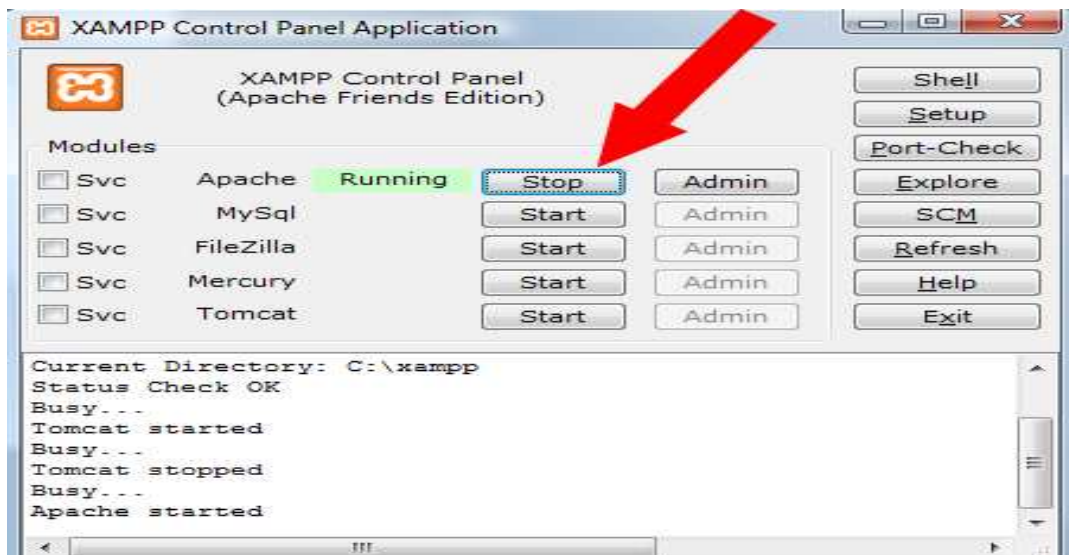 XAMPP Control Panel Application
XAMPP Control Panel
(Apache Friends Edition)
Shell
Setup
Port-Check
Explore
SCM
Refresh
Help
Exit
Modules
Svc Apache Running Stop Admin
Svc MySql Start Admin
Svc FileZilla Start Admin
Svc Mercury Start Admin
Svc Tomcat Start Admin
Current Directory: C:\xampp
Status Check OK
Busy...
Tomcat started
Busy...
Tomcat stopped
Busy...
Apache started